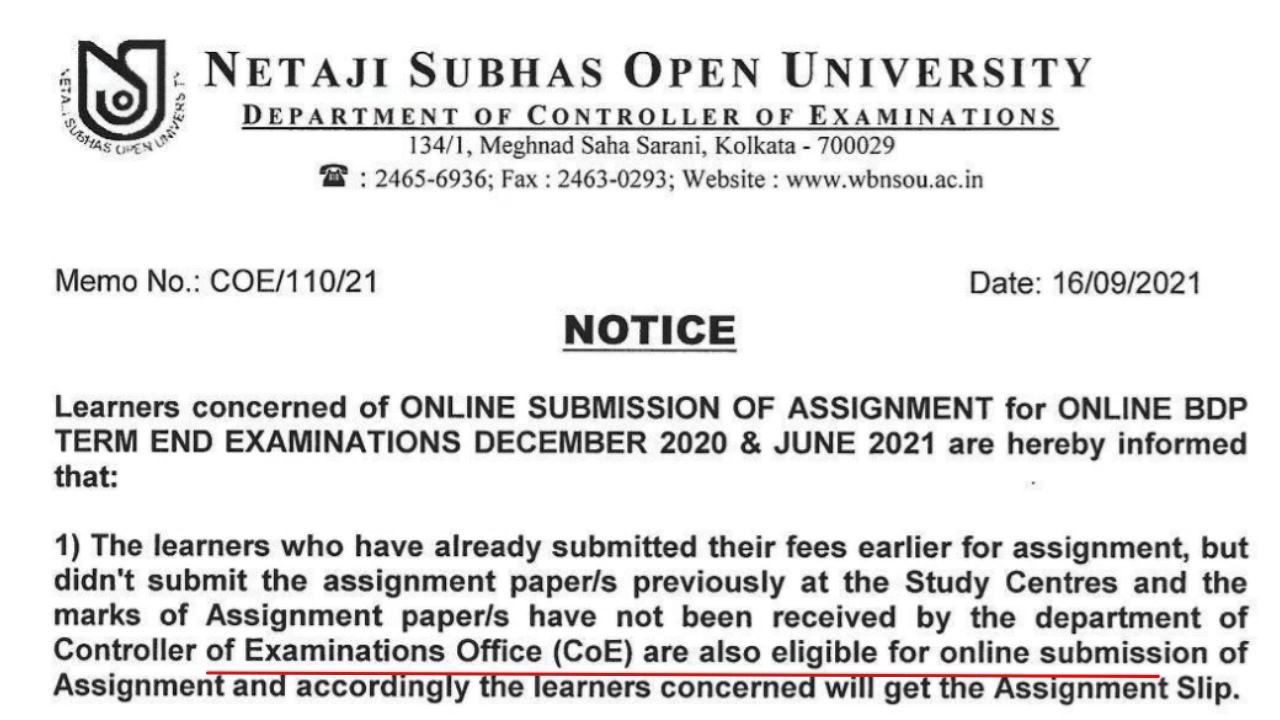 NETAJI SUBHAS OPEN UNIVERSITY
NETAJI SUBHAS OPEN UNIVERSITY
DEPARTMENT OF CONTROLLER OF EXAMINATIONS
134/1, Meghnad Saha Sarani, Kolkata - 700029
☎ : 2465-6936; Fax : 2463-0293; Website : www.wbnsou.ac.in
Memo No.: COE/110/21
Date: 16/09/2021
NOTICE
Learners concerned of ONLINE SUBMISSION OF ASSIGNMENT for ONLINE BDP
TERM END EXAMINATIONS DECEMBER 2020 & JUNE 2021 are hereby informed
that:
1) The learners who have already submitted their fees earlier for assignment, but
didn't submit the assignment paper/s previously at the Study Centres and the
marks of Assignment paper/s have not been received by the department of
Controller of Examinations Office (CoE) are also eligible for online submission of
Assignment and accordingly the learners concerned will get the Assignment Slip.